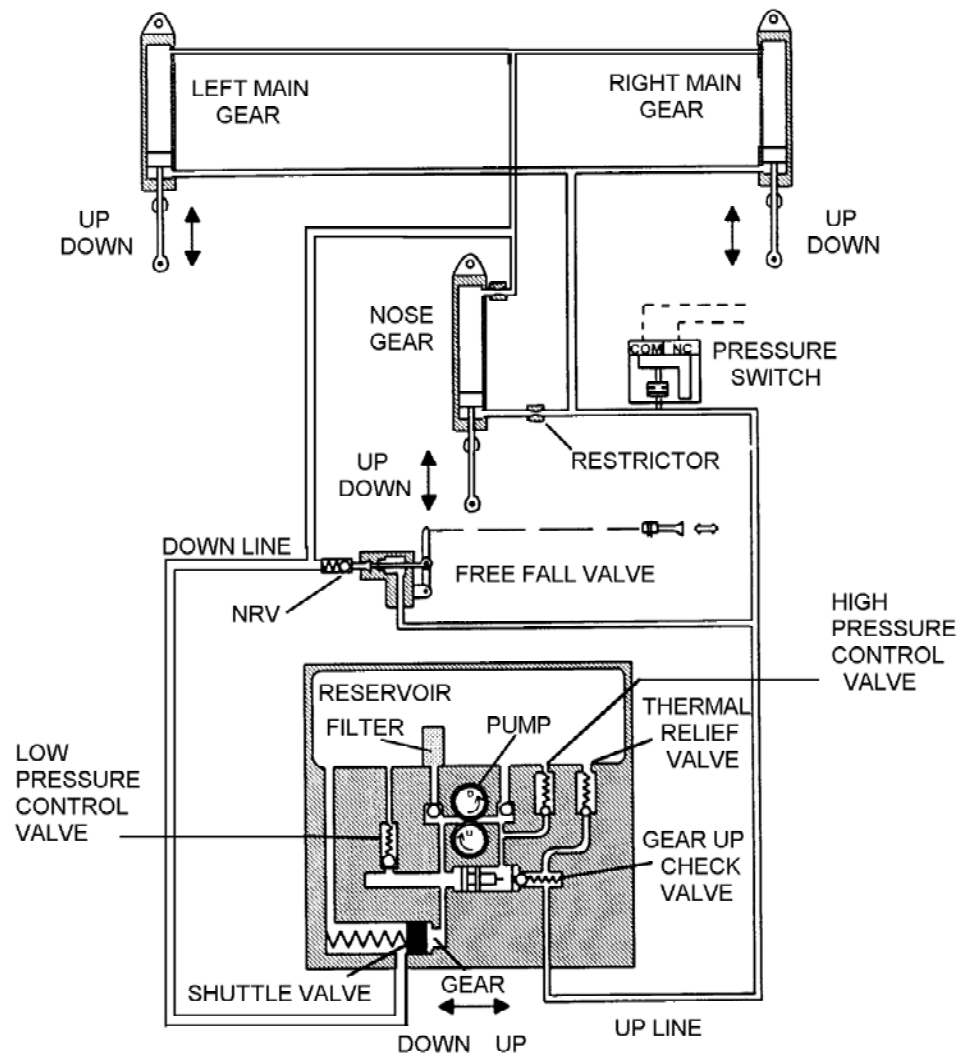 LEFT MAIN
GEAR
RIGHT MAIN
GEAR
UP
DOWN
UP
DOWN
NOSE
GEAR
COM NC
PRESSURE
SWITCH
RESTRICTOR
UP
DOWN
DOWN LINE
FREE FALL VALVE
NRV
HIGH
PRESSURE
CONTROL
VALVE
RESERVOIR
FILTER
PUMP
THERMAL
RELIEF
VALVE
LOW
PRESSURE
CONTROL
VALVE
GEAR UP
CHECK
VALVE
SHUTTLE VALVE
GEAR
DOWN UP
UP LINE